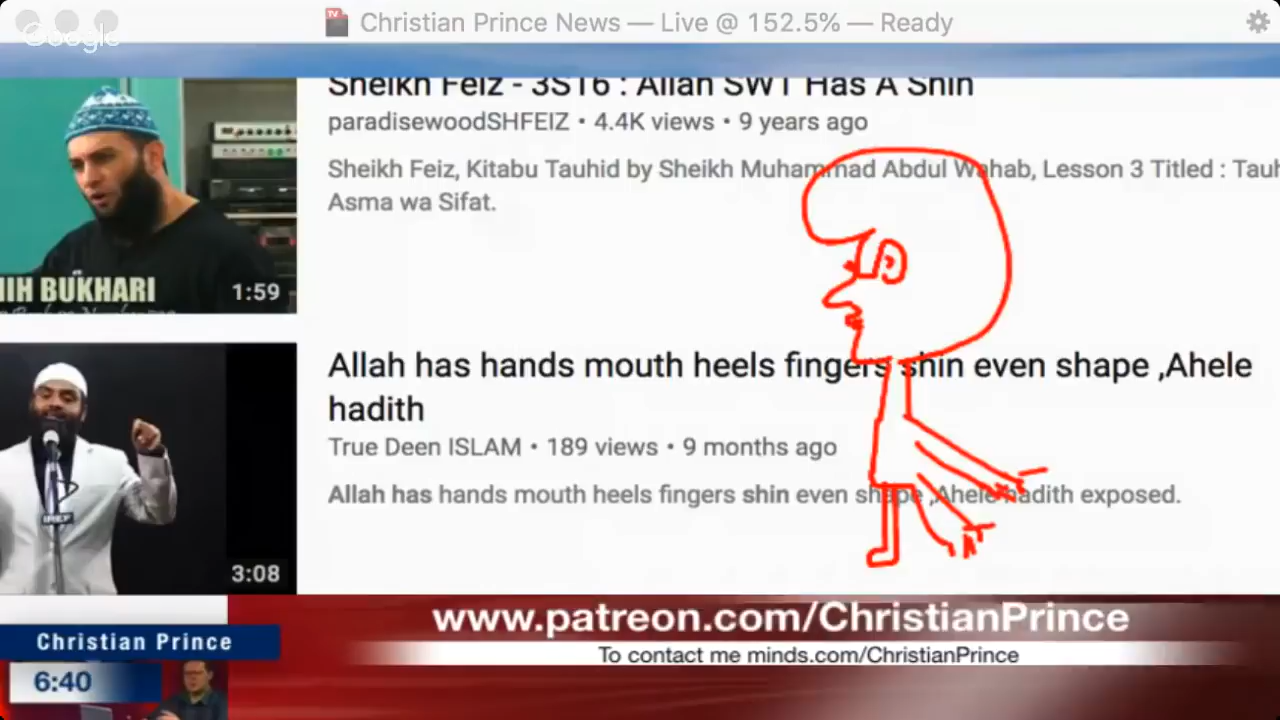 Google
Christian Prince News — Live @ 152.5% — Ready
Sheikh Feiz - 3S16 : Allah SWT Has A Shin
paradisewoodSHFEIZ • 4.4K views • 9 years ago
Sheikh Feiz, Kitabu Tauhid by Sheikh Muhammad Abdul Wahab, Lesson 3 Titled : Tauh
Asma wa Sifat.
IH BUKHARI
1:59
Allah has hands mouth heels fingers shin even shape ,Ahele
hadith
True Deen ISLAM • 189 views • 9 months ago
Allah has hands mouth heels fingers shin even shape ,Ahele hadith exposed.
3:08
www.patreon.com/ChristianPrince
Christian Prince
To contact me minds.com/ChristianPrince
6:40